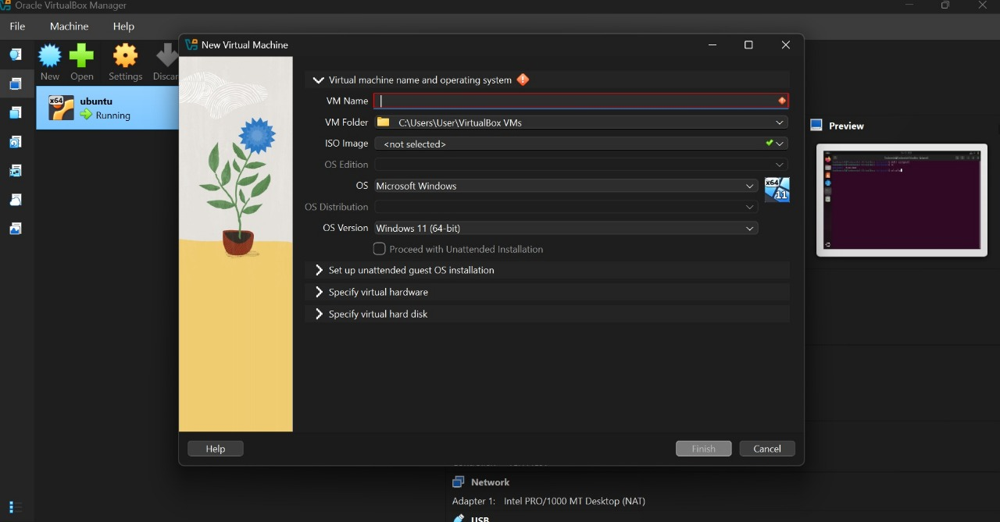 Oracle VirtualBox Manager
File Machine Help
New Virtual Machine
New Open Settings Discar
x64 ubuntu
Running
Virtual machine name and operating system
VM Name
VM Folder C:\Users\User\VirtualBox VMs
ISO Image <not selected>
OS Edition
OS Microsoft Windows
x64 11
OS Distribution
OS Version Windows 11 (64-bit)
Proceed with Unattended Installation
Set up unattended guest OS installation
Specify virtual hardware
Specify virtual hard disk
Help Finish Cancel
Preview
Network
Adapter 1: Intel PRO/1000 MT Desktop (NAT)
USB